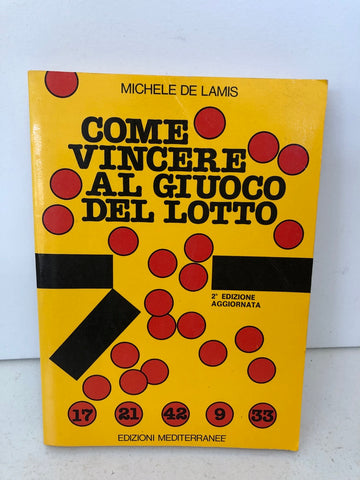 MICHELE DE LAMIS
COME
VINCERE
AL GIUOCO
DEL LOTTO
2ª EDIZIONE
AGGIORNATA
17 21 42 9 33
EDIZIONI MEDITERRANEE